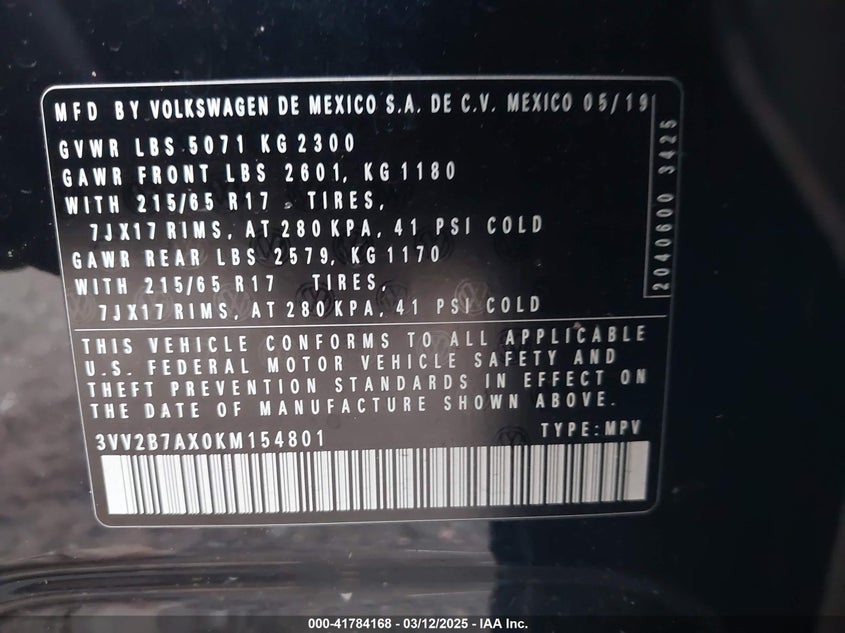 MFD BY VOLKSWAGEN DE MEXICO S.A. DE C.V. MEXICO 05/19
GVWR LBS 5071 KG 2300
GAWR FRONT LBS 2601, KG 1180
WITH 215/65 R17 TIRES,
7JX17 RIMS, AT 280 KPA, 41 PSI COLD
GAWR REAR LBS 2579, KG 1170
WITH 215/65 R17 TIRES,
7JX17 RIMS, AT 280 KPA, 41 PSI COLD
2040600 3425
THIS VEHICLE CONFORMS TO ALL APPLICABLE
U.S. FEDERAL MOTOR VEHICLE SAFETY AND
THEFT PREVENTION STANDARDS IN EFFECT ON
THE DATE OF MANUFACTURE SHOWN ABOVE.
3VV2B7AX0KM154801 TYPE: MPV
000-41784168 - 03/12/2025 - IAA Inc.